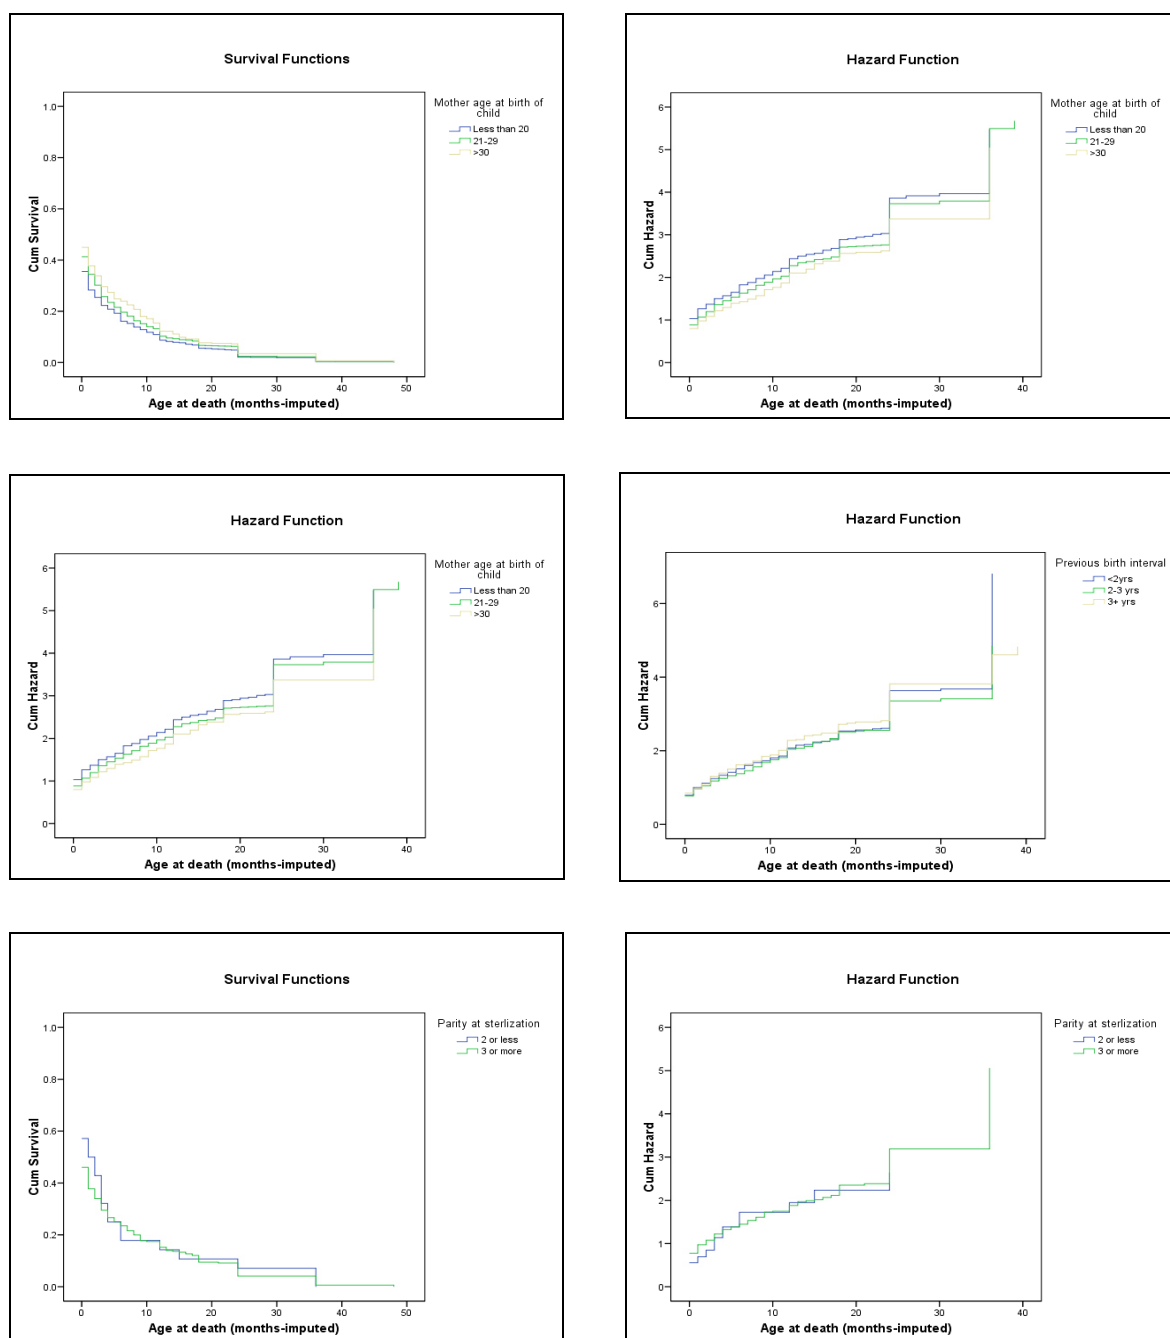 Survival Functions
Cum Survival
1.0
0.8
0.6
0.4
0.2
0.0
0 10 20 30 40 50
Age at death (months-imputed)
Mother age at birth of
child
Less than 20
21-29
>30
Hazard Function
Cum Hazard
6
5
4
3
2
1
0
0 10 20 30 40
Age at death (months-imputed)
Mother age at birth of
child
Less than 20
21-29
>30
Hazard Function
Cum Hazard
6
5
4
3
2
1
0
0 10 20 30 40
Age at death (months-imputed)
Mother age at birth of
child
Less than 20
21-29
>30
Hazard Function
Cum Hazard
6
4
2
0
0 10 20 30 40
Age at death (months-imputed)
Previous birth interval
<2yrs
2-3 yrs
3+ yrs
Survival Functions
Cum Survival
1.0
0.8
0.6
0.4
0.2
0.0
0 10 20 30 40 50
Age at death (months-imputed)
Parity at sterlization
2 or less
3 or more
Hazard Function
Cum Hazard
6
5
4
3
2
1
0
0 10 20 30 40
Age at death (months-imputed)
Parity at sterlization
2 or less
3 or more